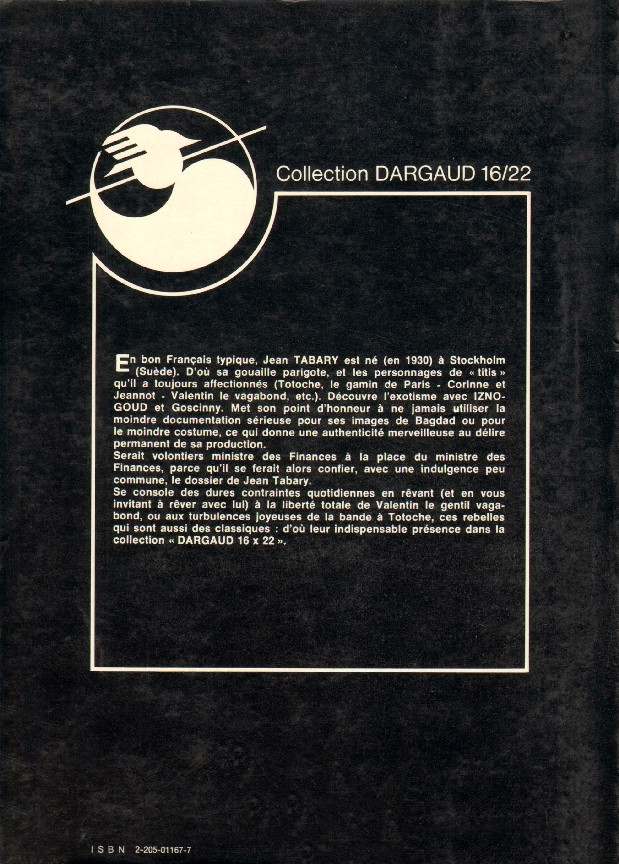 Collection DARGAUD 16/22
En bon Français typique, Jean TABARY est né (en 1930) à Stockholm
(Suède). D'où sa gouaille parigote, et les personnages de « titis »
qu'il a toujours affectionnés (Totoche, le gamin de Paris - Corinne et
Jeannot - Valentin le vagabond, etc.). Découvre l'exotisme avec IZNO-
GOUD et Goscinny. Met son point d'honneur à ne jamais utiliser la
moindre documentation sérieuse pour ses images de Bagdad ou pour
le moindre costume, ce qui donne une authenticité merveilleuse au délire
permanent de sa production.
Serait volontiers ministre des Finances à la place du ministre des
Finances, parce qu'il se ferait alors confier, avec une indulgence peu
commune, le dossier de Jean Tabary.
Se console des dures contraintes quotidiennes en rêvant (et en vous
invitant à rêver avec lui) à la liberté totale de Valentin le gentil vaga-
bond, ou aux turbulences joyeuses de la bande à Totoche, ces rebelles
qui sont aussi des classiques : d'où leur indispensable présence dans la
collection « DARGAUD 16 x 22 ».
ISBN 2-205-01167-7